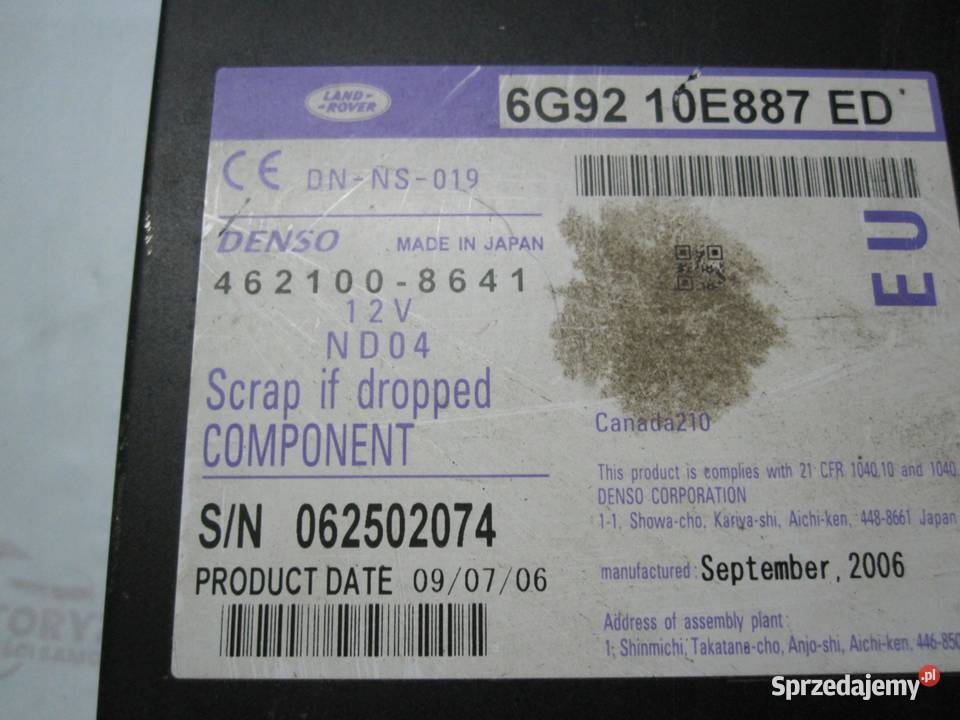 LAND-
-ROVER
6G92 10E887 ED
CE DN-NS-019
DENSO MADE IN JAPAN
462100-8641
12V
ND04
Scrap if dropped
COMPONENT
S/N 062502074
PRODUCT DATE 09/07/06
EU
Canada210
This product is complies with 21 CFR 1040.10 and 1040.
DENSO CORPORATION
1-1, Showa-cho, Kariya-shi, Aichi-ken, 448-8661 Japan
manufactured: September, 2006
Address of assembly plant
1: Shinmichi, Takatana-cho, Anjo-shi, Aichi-ken, 446-850
TORY
Sprzedajemy.pl